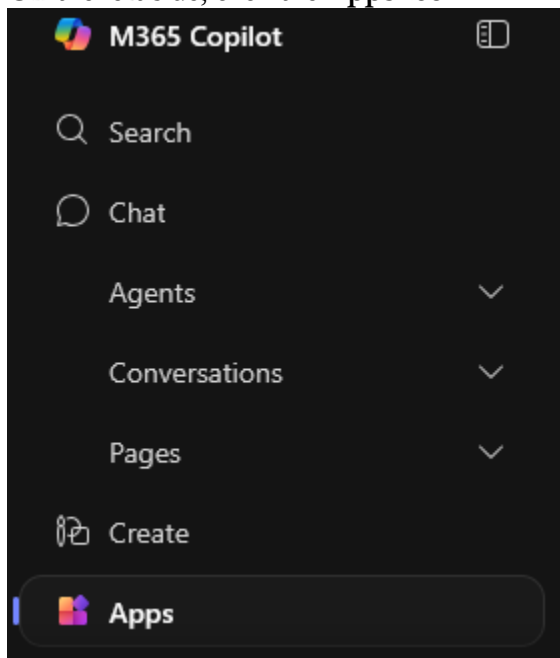 M365 Copilot
Search
Chat
Agents
Conversations
Pages
Create
Apps